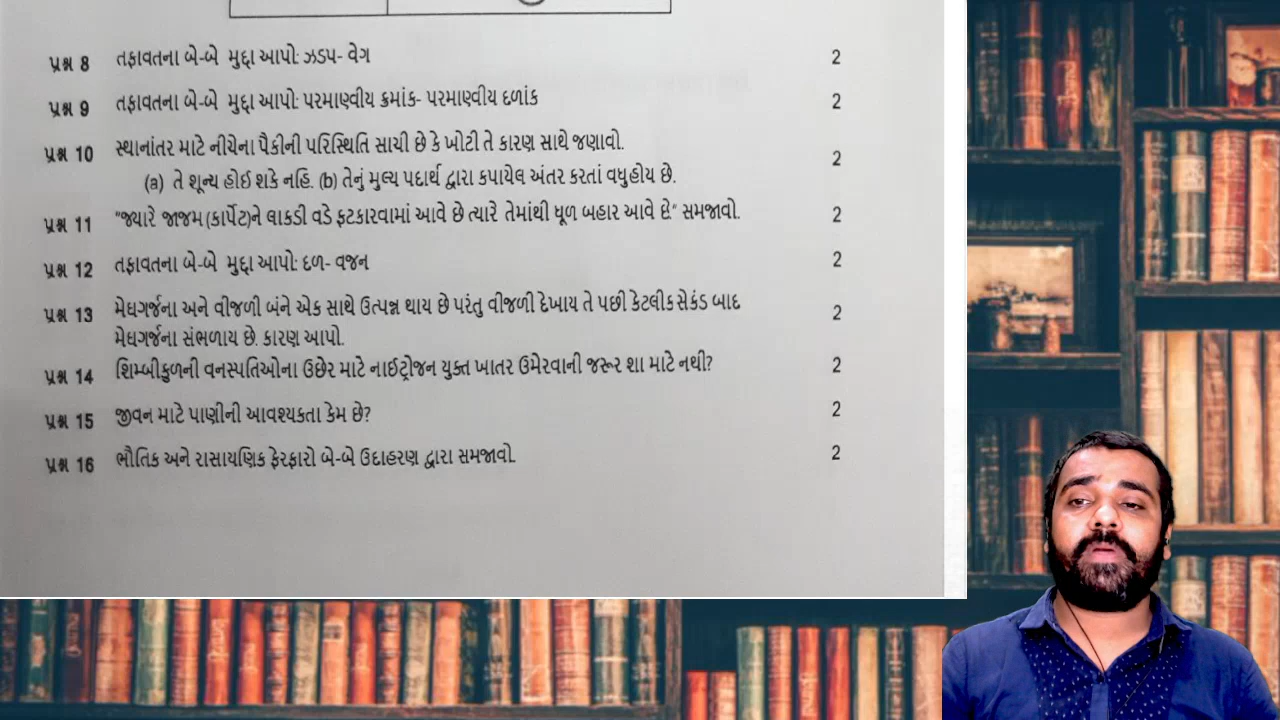 પ્રશ્ન 8 તફાવતના બે-બે મુદ્દા આપો: ઝડપ- વેગ 2
પ્રશ્ન 9 તફાવતના બે-બે મુદ્દા આપો: પરમાણ્વીય ક્રમાંક- પરમાણ્વીય દળાંક 2
પ્રશ્ન 10 સ્થાનાંતર માટે નીચેના પૈકીની પરિસ્થિતિ સાચી છે કે ખોટી તે કારણ સાથે જણાવો. 2
(a) તે શૂન્ય હોઈ શકે નહિ. (b) તેનું મુલ્ય પદાર્થ દ્વારા કપાયેલ અંતર કરતાં વધુહોય છે.
પ્રશ્ન 11 “જ્યારે જાજમ (કાર્પેટ)ને લાકડી વડે ફટકારવામાં આવે છે ત્યારે તેમાંથી ધૂળ બહાર આવે છે.” સમજાવો. 2
પ્રશ્ન 12 તફાવતના બે-બે મુદ્દા આપો: દળ- વજન 2
પ્રશ્ન 13 મેઘગર્જના અને વીજળી બંને એક સાથે ઉત્પન્ન થાય છે પરંતુ વીજળી દેખાય તે પછી કેટલીક સેકંડ બાદ 2
મેઘગર્જના સંભળાય છે. કારણ આપો.
પ્રશ્ન 14 શિમ્બીકુળની વનસ્પતિઓના ઉછેર માટે નાઈટ્રોજન યુક્ત ખાતર ઉમેરવાની જરૂર શા માટે નથી? 2
પ્રશ્ન 15 જીવન માટે પાણીની આવશ્યકતા કેમ છે? 2
પ્રશ્ન 16 ભૌતિક અને રાસાયણિક ફેરફારો બે-બે ઉદાહરણ દ્વારા સમજાવો. 2